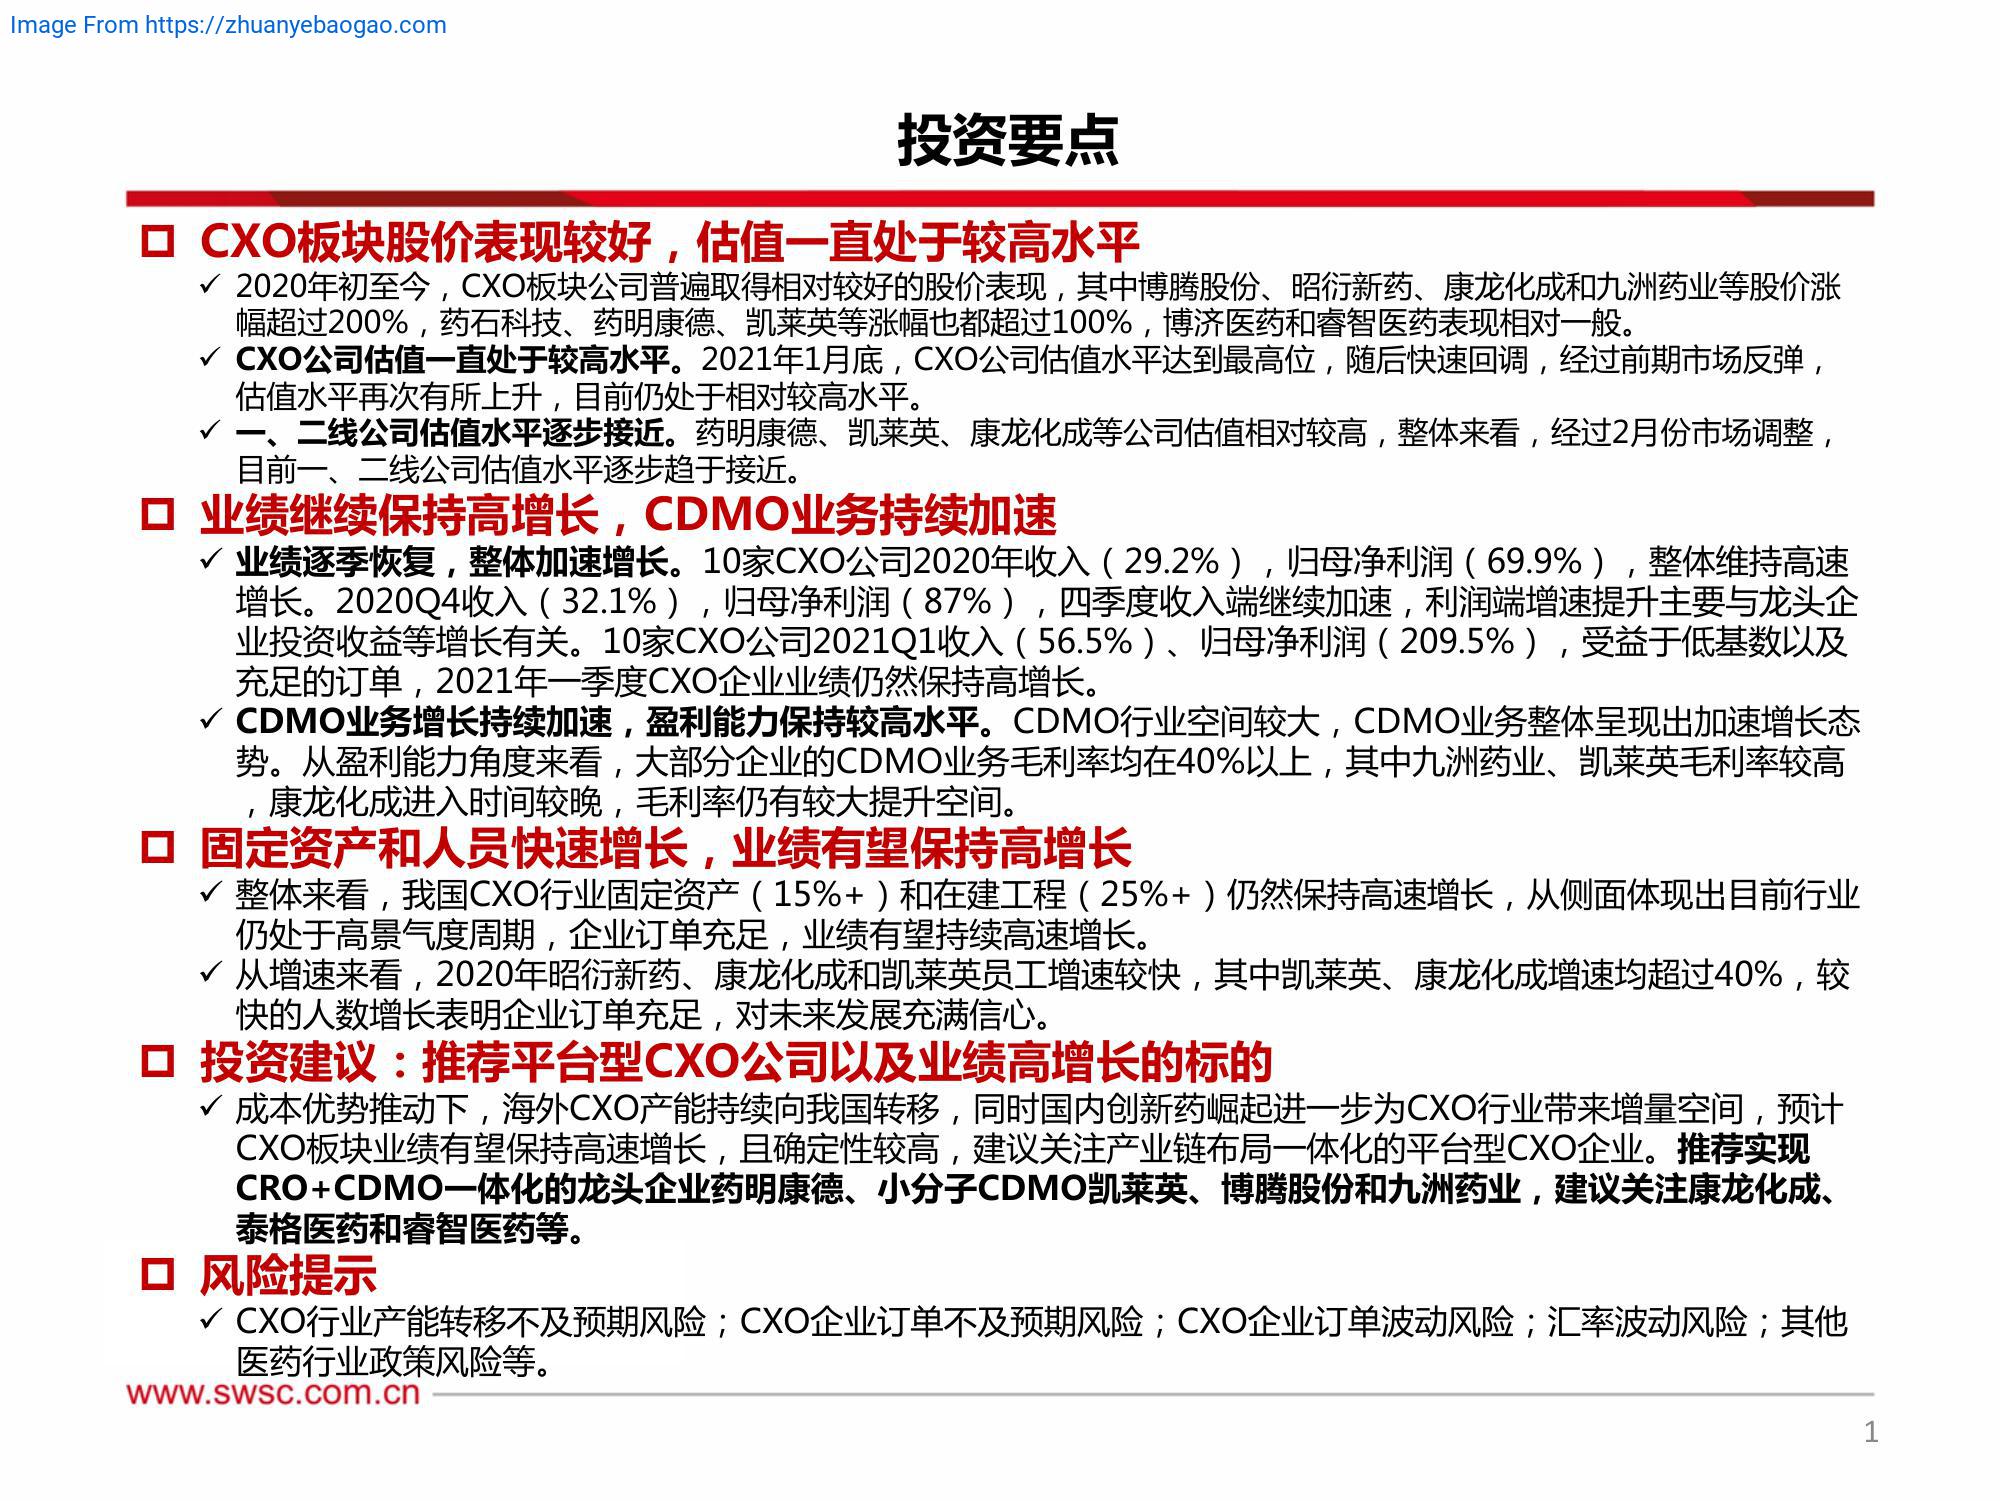 Image From https://zhuanyebaogao.com
投资要点
CXO板块股价表现较好，估值一直处于较高水平
✓ 2020年初至今，CXO板块公司普遍取得相对较好的股价表现，其中博腾股份、昭衍新药、康龙化成和九洲药业等股价涨
幅超过200%，药石科技、药明康德、凯莱英等涨幅也都超过100%，博济医药和睿智医药表现相对一般。
✓ CXO公司估值一直处于较高水平。2021年1月底，CXO公司估值水平达到最高位，随后快速回调，经过前期市场反弹，
估值水平再次有所上升，目前仍处于相对较高水平。
✓ 一、二线公司估值水平逐步接近。药明康德、凯莱英、康龙化成等公司估值相对较高，整体来看，经过2月份市场调整，
目前一、二线公司估值水平逐步趋于接近。
业绩继续保持高增长，CDMO业务持续加速
✓ 业绩逐季恢复，整体加速增长。10家CXO公司2020年收入（29.2%），归母净利润（69.9%），整体维持高速
增长。2020Q4收入（32.1%），归母净利润（87%），四季度收入端继续加速，利润端增速提升主要与龙头企
业投资收益等增长有关。10家CXO公司2021Q1收入（56.5%）、归母净利润（209.5%），受益于低基数以及
充足的订单，2021年一季度CXO企业业绩仍然保持高增长。
✓ CDMO业务增长持续加速，盈利能力保持较高水平。CDMO行业空间较大，CDMO业务整体呈现出加速增长态
势。从盈利能力角度来看，大部分企业的CDMO业务毛利率均在40%以上，其中九洲药业、凯莱英毛利率较高
，康龙化成进入时间较晚，毛利率仍有较大提升空间。
固定资产和人员快速增长，业绩有望保持高增长
✓ 整体来看，我国CXO行业固定资产（15%+）和在建工程（25%+）仍然保持高速增长，从侧面体现出目前行业
仍处于高景气度周期，企业订单充足，业绩有望持续高速增长。
✓ 从增速来看，2020年昭衍新药、康龙化成和凯莱英员工增速较快，其中凯莱英、康龙化成增速均超过40%，较
快的人数增长表明企业订单充足，对未来发展充满信心。
投资建议：推荐平台型CXO公司以及业绩高增长的标的
✓ 成本优势推动下，海外CXO产能持续向我国转移，同时国内创新药崛起进一步为CXO行业带来增量空间，预计
CXO板块业绩有望保持高速增长，且确定性较高，建议关注产业链布局一体化的平台型CXO企业。推荐实现
CRO+CDMO一体化的龙头企业药明康德、小分子CDMO凯莱英、博腾股份和九洲药业，建议关注康龙化成、
泰格医药和睿智医药等。
风险提示
✓ CXO行业产能转移不及预期风险；CXO企业订单不及预期风险；CXO企业订单波动风险；汇率波动风险；其他
医药行业政策风险等。
www.swsc.com.cn
1